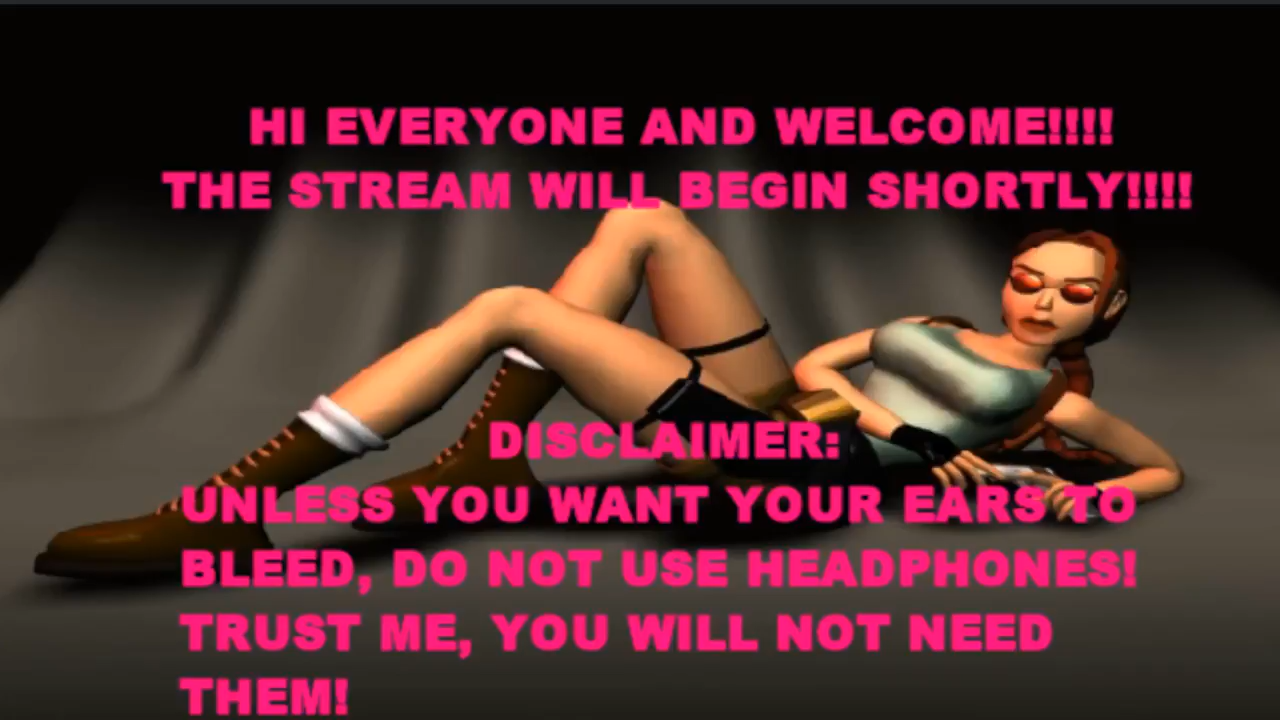 HI EVERYONE AND WELCOME!!!!
THE STREAM WILL BEGIN SHORTLY!!!!
DISCLAIMER:
UNLESS YOU WANT YOUR EARS TO
BLEED, DO NOT USE HEADPHONES!
TRUST ME, YOU WILL NOT NEED
THEM!